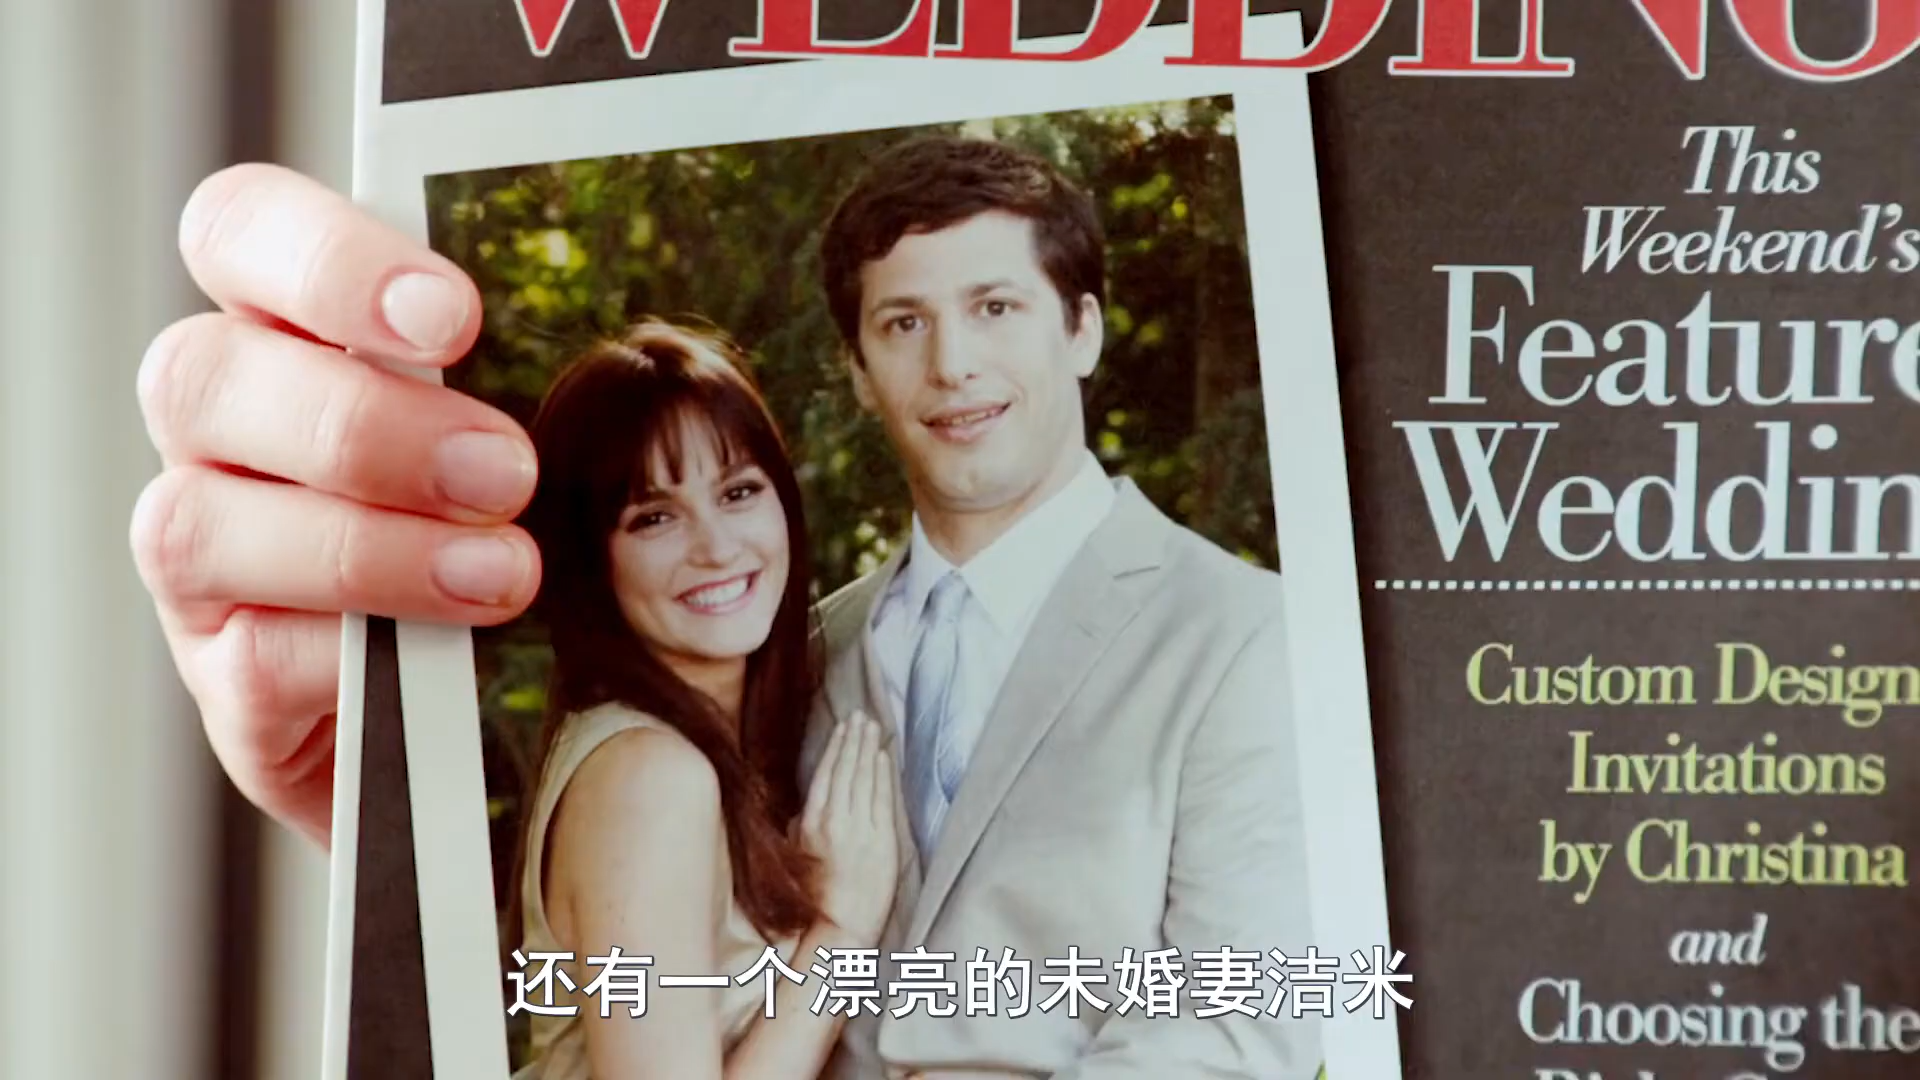 WEDDING
This
Weekend's
Feature
Weddin
Custom Design
Invitations
by Christina
and
Choosing the
还有一个漂亮的未婚妻洁米